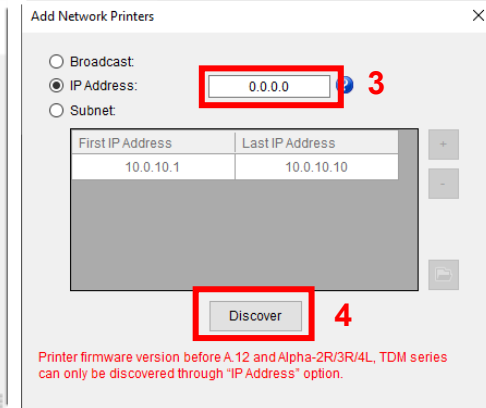 Add Network Printers
Broadcast:
IP Address: 0.0.0.0 ? 3
Subnet:
First IP Address Last IP Address
10.0.10.1 10.0.10.10
+
-
Discover 4
Printer firmware version before A.12 and Alpha-2R/3R/4L, TDM series
can only be discovered through "IP Address" option.